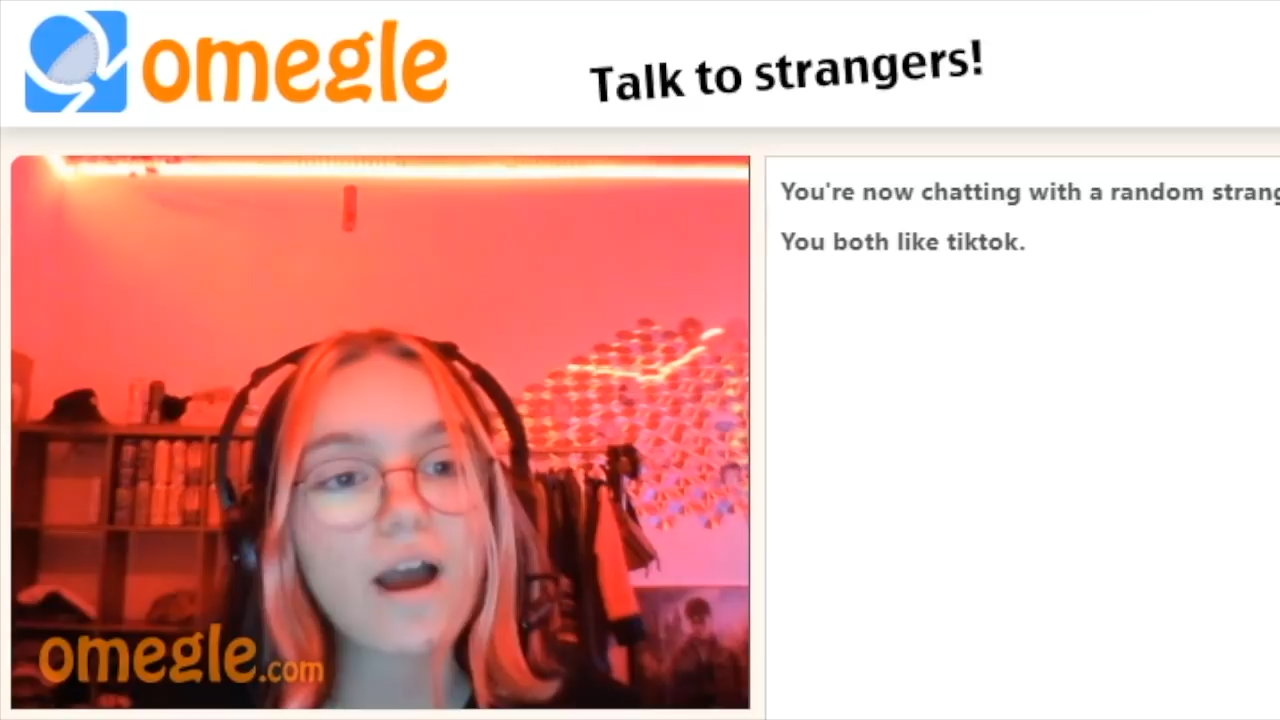 omegle
Talk to strangers!
You're now chatting with a random strang
You both like tiktok.
omegle.com